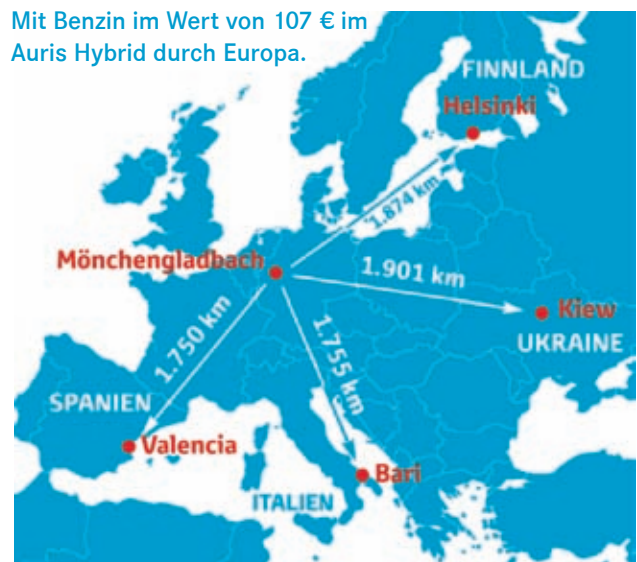 Mit Benzin im Wert von 107 € im
Auris Hybrid durch Europa.
FINNLAND
Helsinki
1.874 km
Mönchengladbach
1.901 km
Kiew
UKRAINE
1.750 km
1.755 km
SPANIEN
Valencia
Bari
ITALIEN